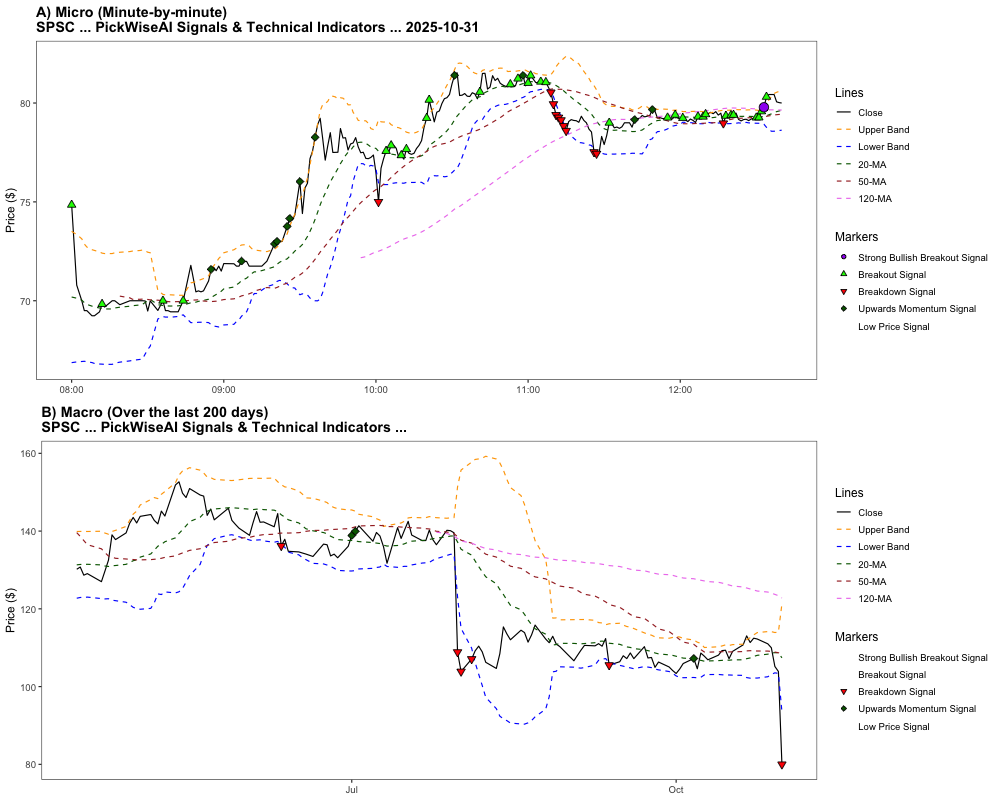 A) Micro (Minute-by-minute)
SPSC ... PickWiseAI Signals & Technical Indicators ... 2025-10-31
Price ($)
80
75
70
08:00
09:00
10:00
11:00
12:00
Lines
Close
Upper Band
Lower Band
20-MA
50-MA
120-MA
Markers
Strong Bullish Breakout Signal
Breakout Signal
Breakdown Signal
Upwards Momentum Signal
Low Price Signal
B) Macro (Over the last 200 days)
SPSC ... PickWiseAI Signals & Technical Indicators ...
Price ($)
160
140
120
100
80
Jul
Oct
Lines
Close
Upper Band
Lower Band
20-MA
50-MA
120-MA
Markers
Strong Bullish Breakout Signal
Breakout Signal
Breakdown Signal
Upwards Momentum Signal
Low Price Signal